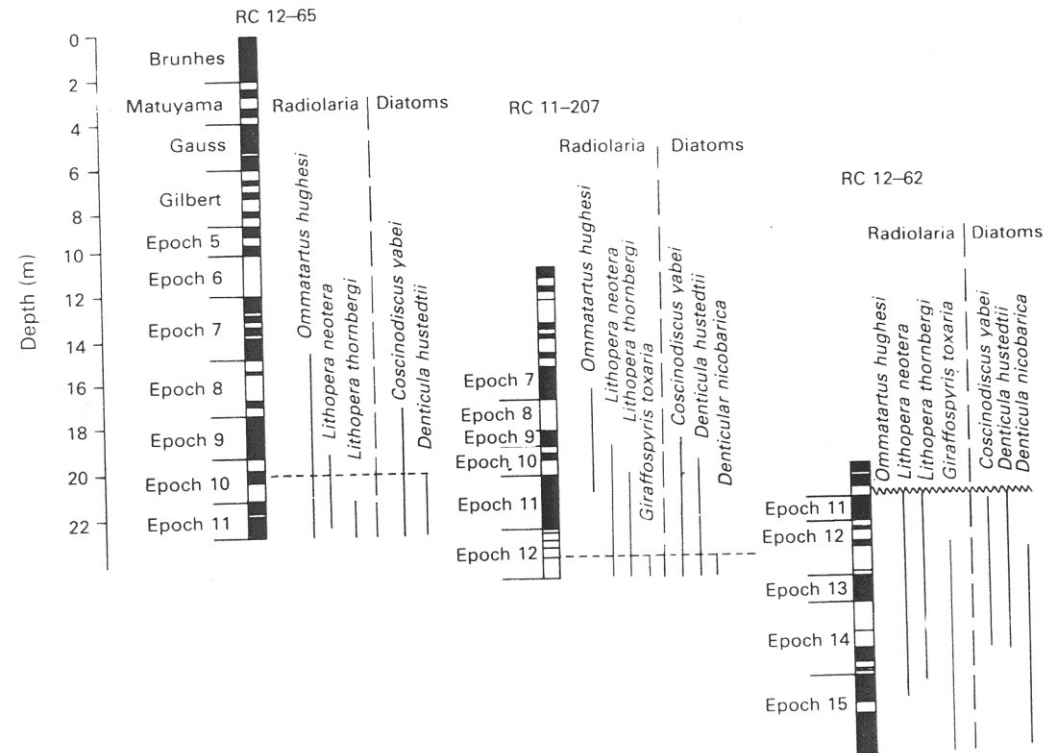 RC 12–65
Depth (m)
0
2
4
6
8
10
12
14
16
18
20
22
Brunhes
Matuyama
Gauss
Gilbert
Epoch 5
Epoch 6
Epoch 7
Epoch 8
Epoch 9
Epoch 10
Epoch 11
Radiolaria
Diatoms
Ommatartus hughesi
Lithopera neotera
Lithopera thornbergi
Coscinodiscus yabei
Denticula hustedtii
RC 11–207
Radiolaria
Diatoms
Ommatartus hughesi
Lithopera neotera
Lithopera thornbergi
Giraffospyris toxaria
Coscinodiscus yabei
Denticula hustedtii
Denticular nicobarica
Epoch 7
Epoch 8
Epoch 9
Epoch 10
Epoch 11
Epoch 12
RC 12–62
Radiolaria
Diatoms
Ommatartus hughesi
Lithopera neotera
Lithopera thornbergi
Giraffospyris toxaria
Coscinodiscus yabei
Denticula hustedtii
Denticula nicobarica
Epoch 11
Epoch 12
Epoch 13
Epoch 14
Epoch 15